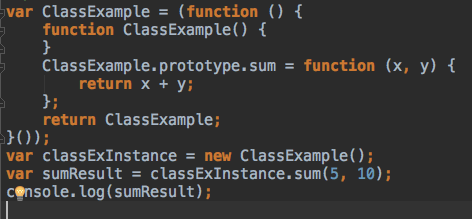 var ClassExample = (function () {
    function ClassExample() {
    }
    ClassExample.prototype.sum = function (x, y) {
        return x + y;
    };
    return ClassExample;
}());
var classExInstance = new ClassExample();
var sumResult = classExInstance.sum(5, 10);
console.log(sumResult);